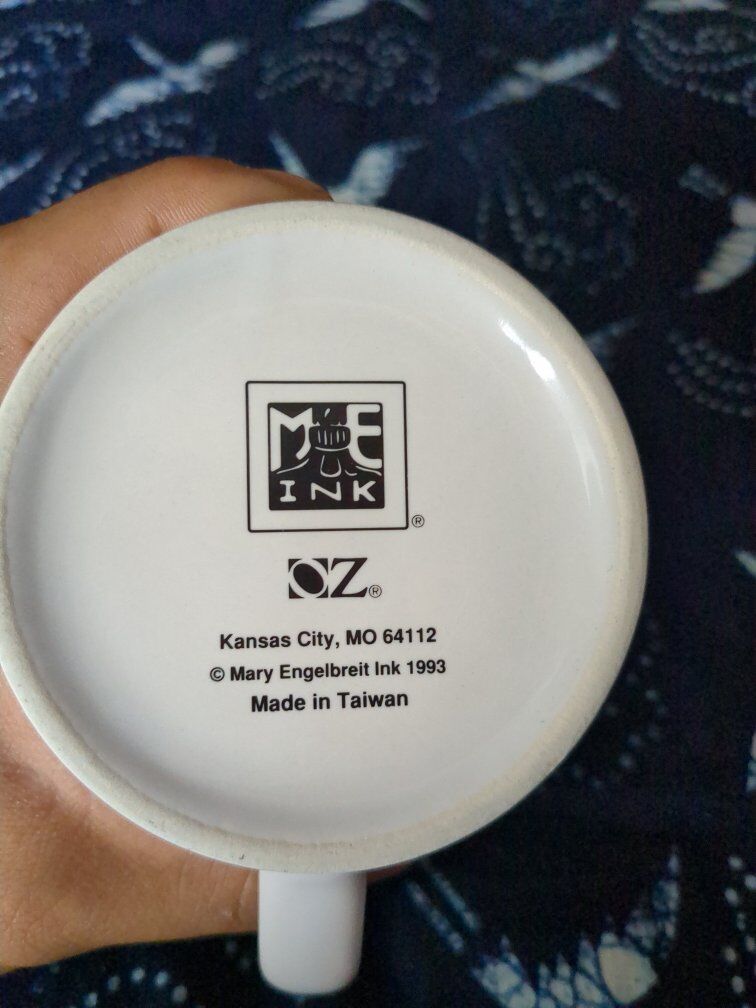 ME
INK
®
OZ®
Kansas City, MO 64112
© Mary Engelbreit Ink 1993
Made in Taiwan